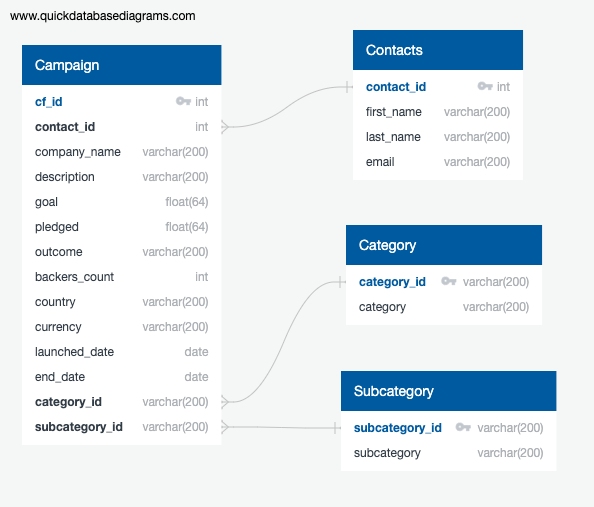 www.quickdatabasediagrams.com
Campaign
cf_id int
contact_id int
company_name varchar(200)
description varchar(200)
goal float(64)
pledged float(64)
outcome varchar(200)
backers_count int
country varchar(200)
currency varchar(200)
launched_date date
end_date date
category_id varchar(200)
subcategory_id varchar(200)
Contacts
contact_id int
first_name varchar(200)
last_name varchar(200)
email varchar(200)
Category
category_id varchar(200)
category varchar(200)
Subcategory
subcategory_id varchar(200)
subcategory varchar(200)